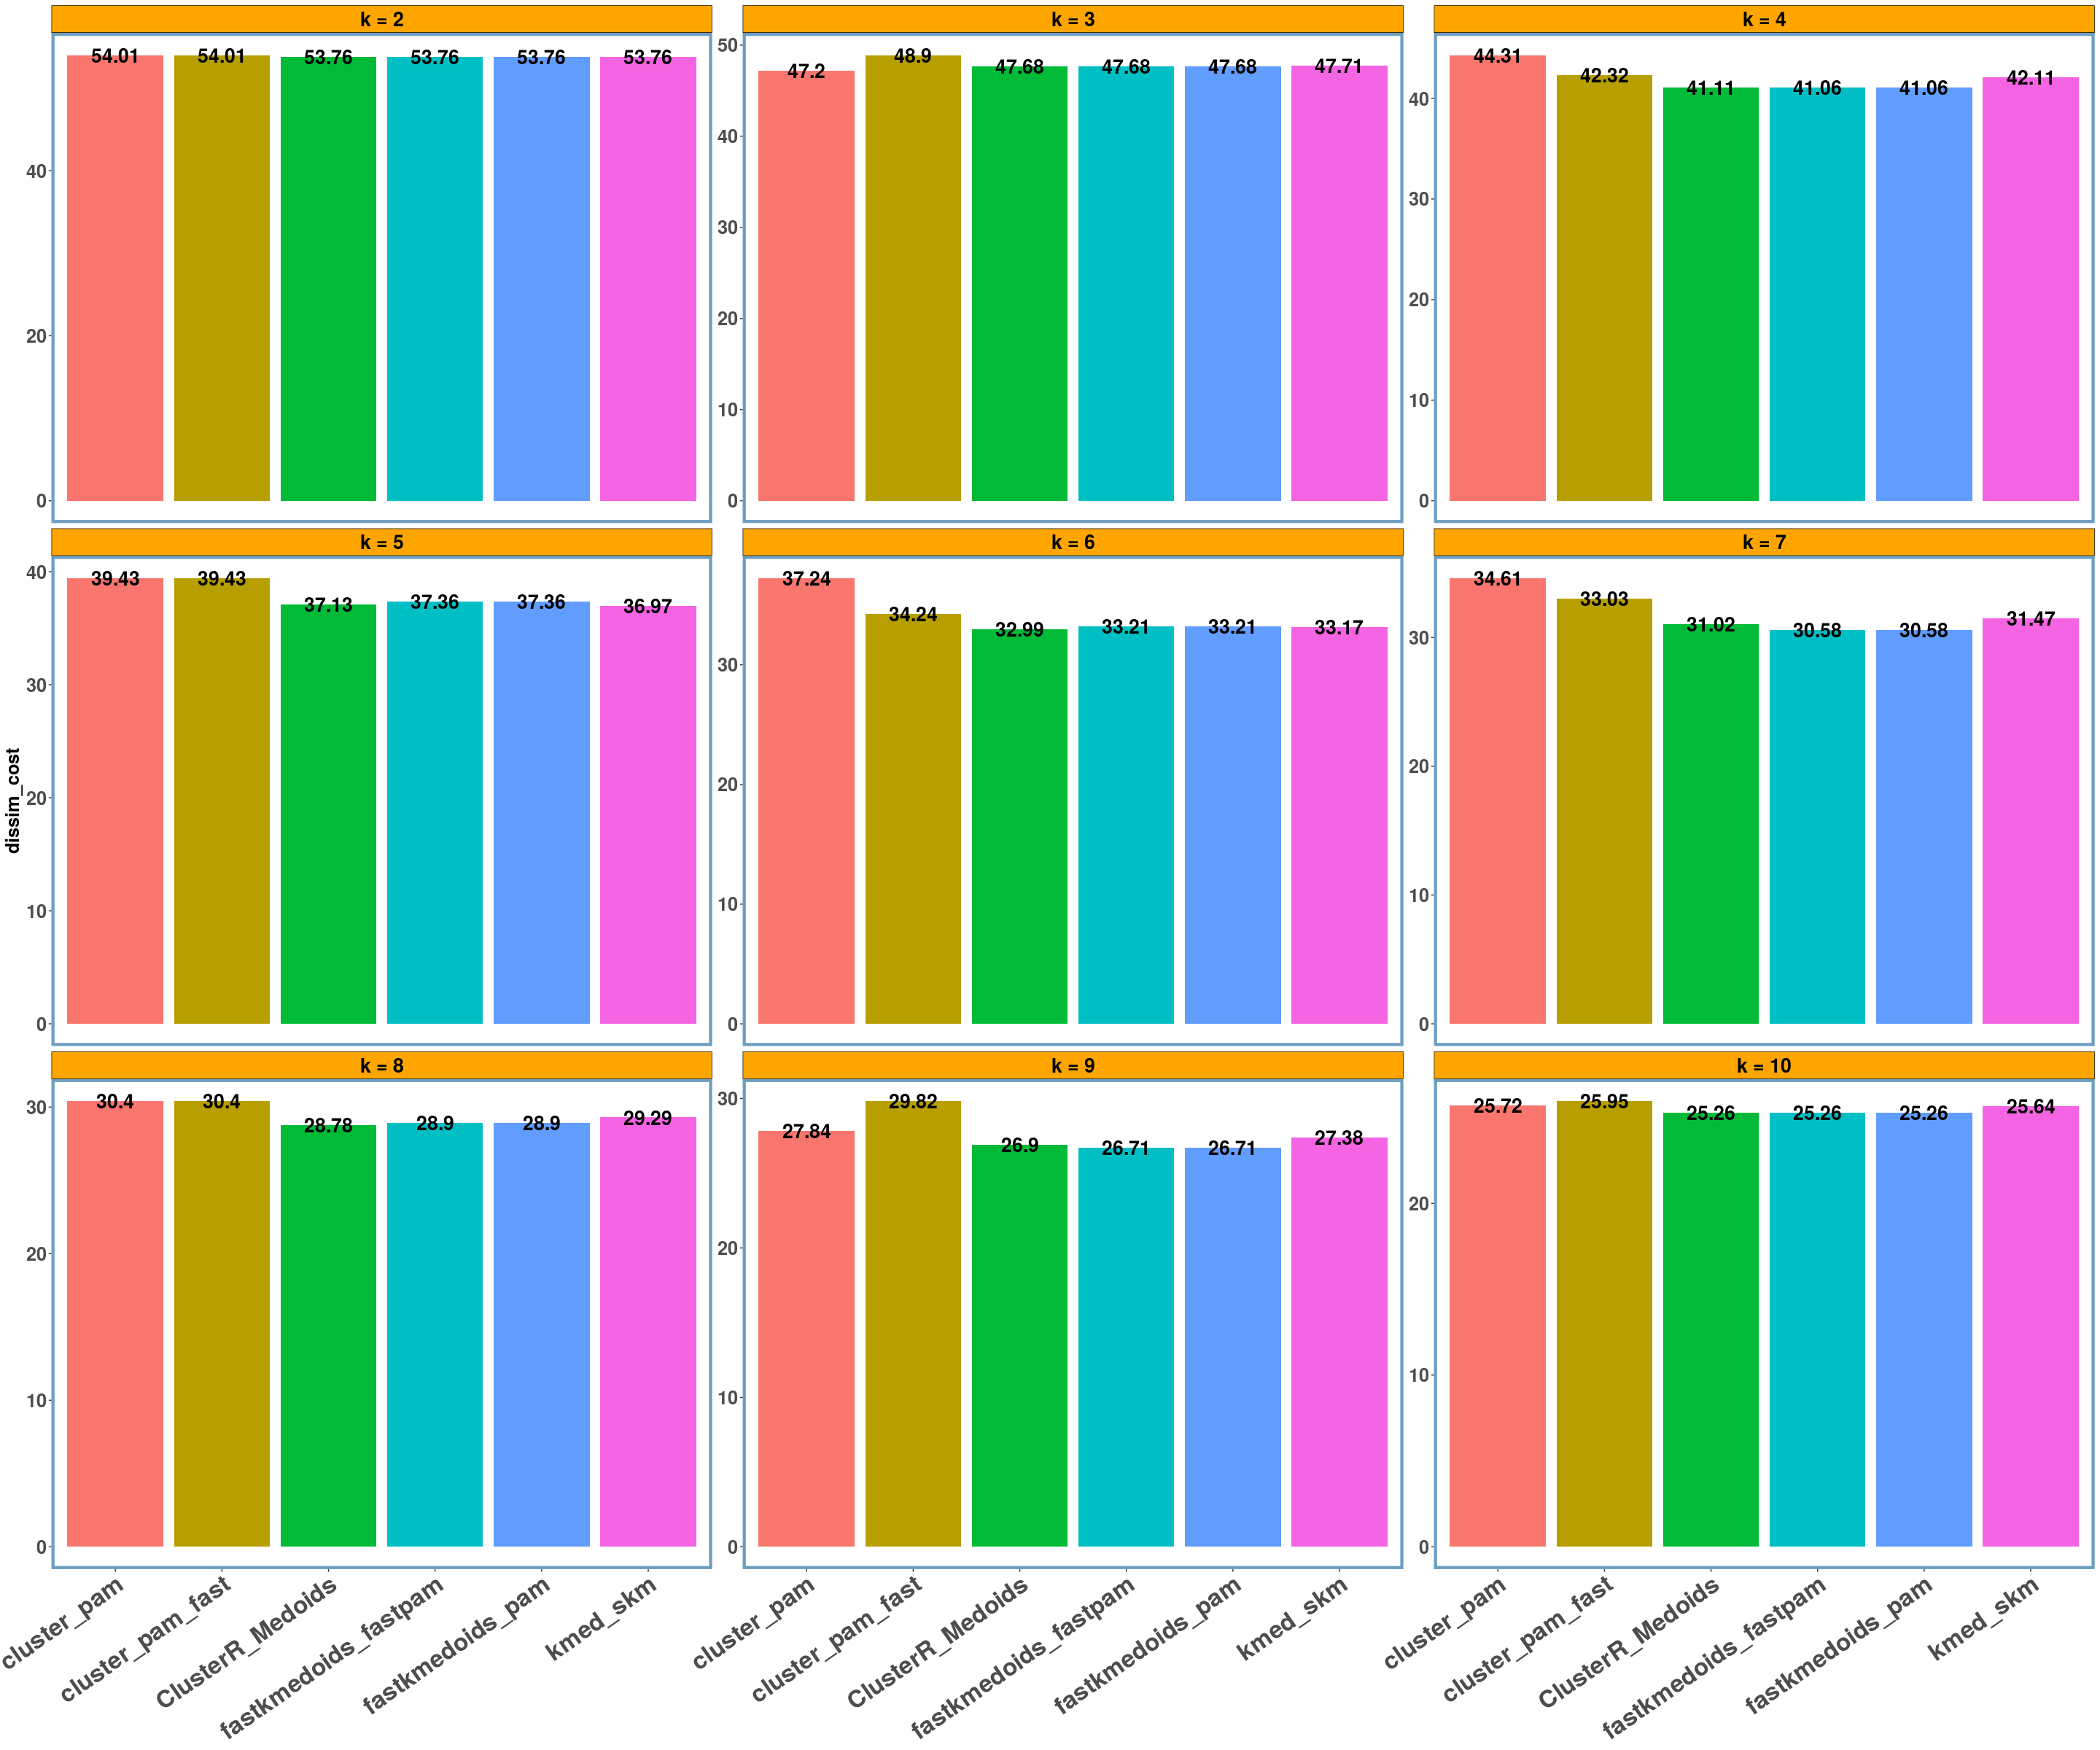 k = 2
k = 3
k = 4
54.01 54.01 53.76 53.76 53.76 53.76
40
20
0
47.2 48.9 47.68 47.68 47.68 47.71
50
40
30
20
10
0
44.31 42.32 41.11 41.06 41.06 42.11
40
30
20
10
0
k = 5
k = 6
k = 7
dissim_cost
39.43 39.43 37.13 37.36 37.36 36.97
40
30
20
10
0
37.24 34.24 32.99 33.21 33.21 33.17
30
20
10
0
34.61 33.03 31.02 30.58 30.58 31.47
30
20
10
0
k = 8
k = 9
k = 10
30.4 30.4 28.78 28.9 28.9 29.29
30
20
10
0
27.84 29.82 26.9 26.71 26.71 27.38
30
20
10
0
25.72 25.95 25.26 25.26 25.26 25.64
20
10
0
cluster_pam
cluster_pam_fast
ClusterR_Medoids
fastkmedoids_fastpam
fastkmedoids_pam
kmed_skm
cluster_pam
cluster_pam_fast
ClusterR_Medoids
fastkmedoids_fastpam
fastkmedoids_pam
kmed_skm
cluster_pam
cluster_pam_fast
ClusterR_Medoids
fastkmedoids_fastpam
fastkmedoids_pam
kmed_skm